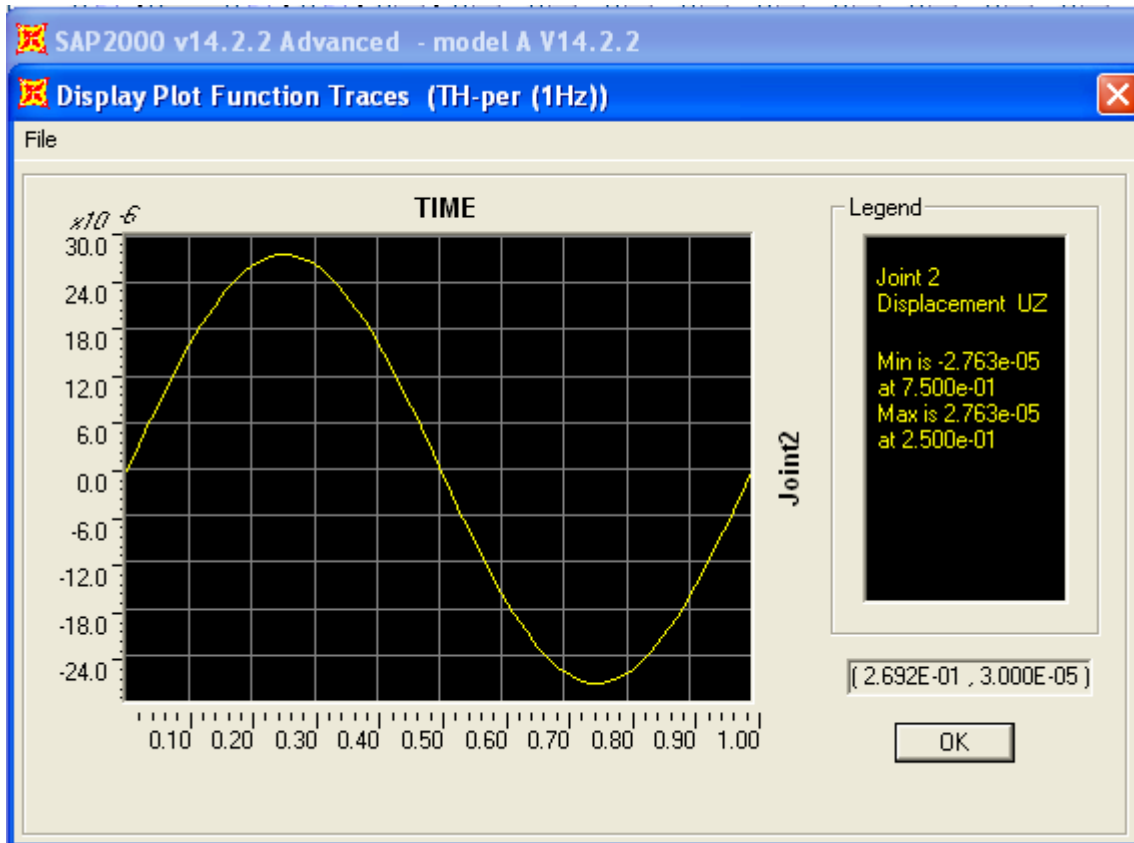 SAP2000 v14.2.2 Advanced - model A V14.2.2
Display Plot Function Traces (TH-per (1Hz))
File
TIME
x10 -6
30.0
24.0
18.0
12.0
6.0
0.0
-6.0
-12.0
-18.0
-24.0
0.10 0.20 0.30 0.40 0.50 0.60 0.70 0.80 0.90 1.00
Joint2
Legend
Joint 2
Displacement UZ
Min is -2.763e-05
at 7.500e-01
Max is 2.763e-05
at 2.500e-01
( 2.692E-01 , 3.000E-05 )
OK